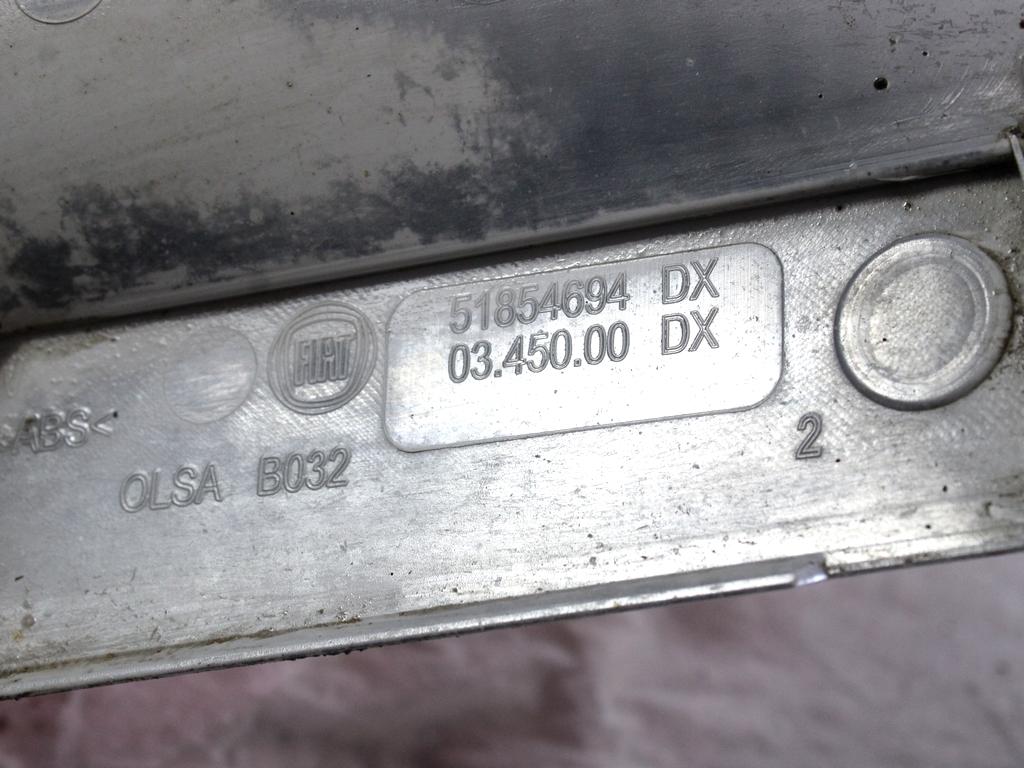 51854694 DX
03.450.00 DX
FIAT
ABS<
OLSA B032
2